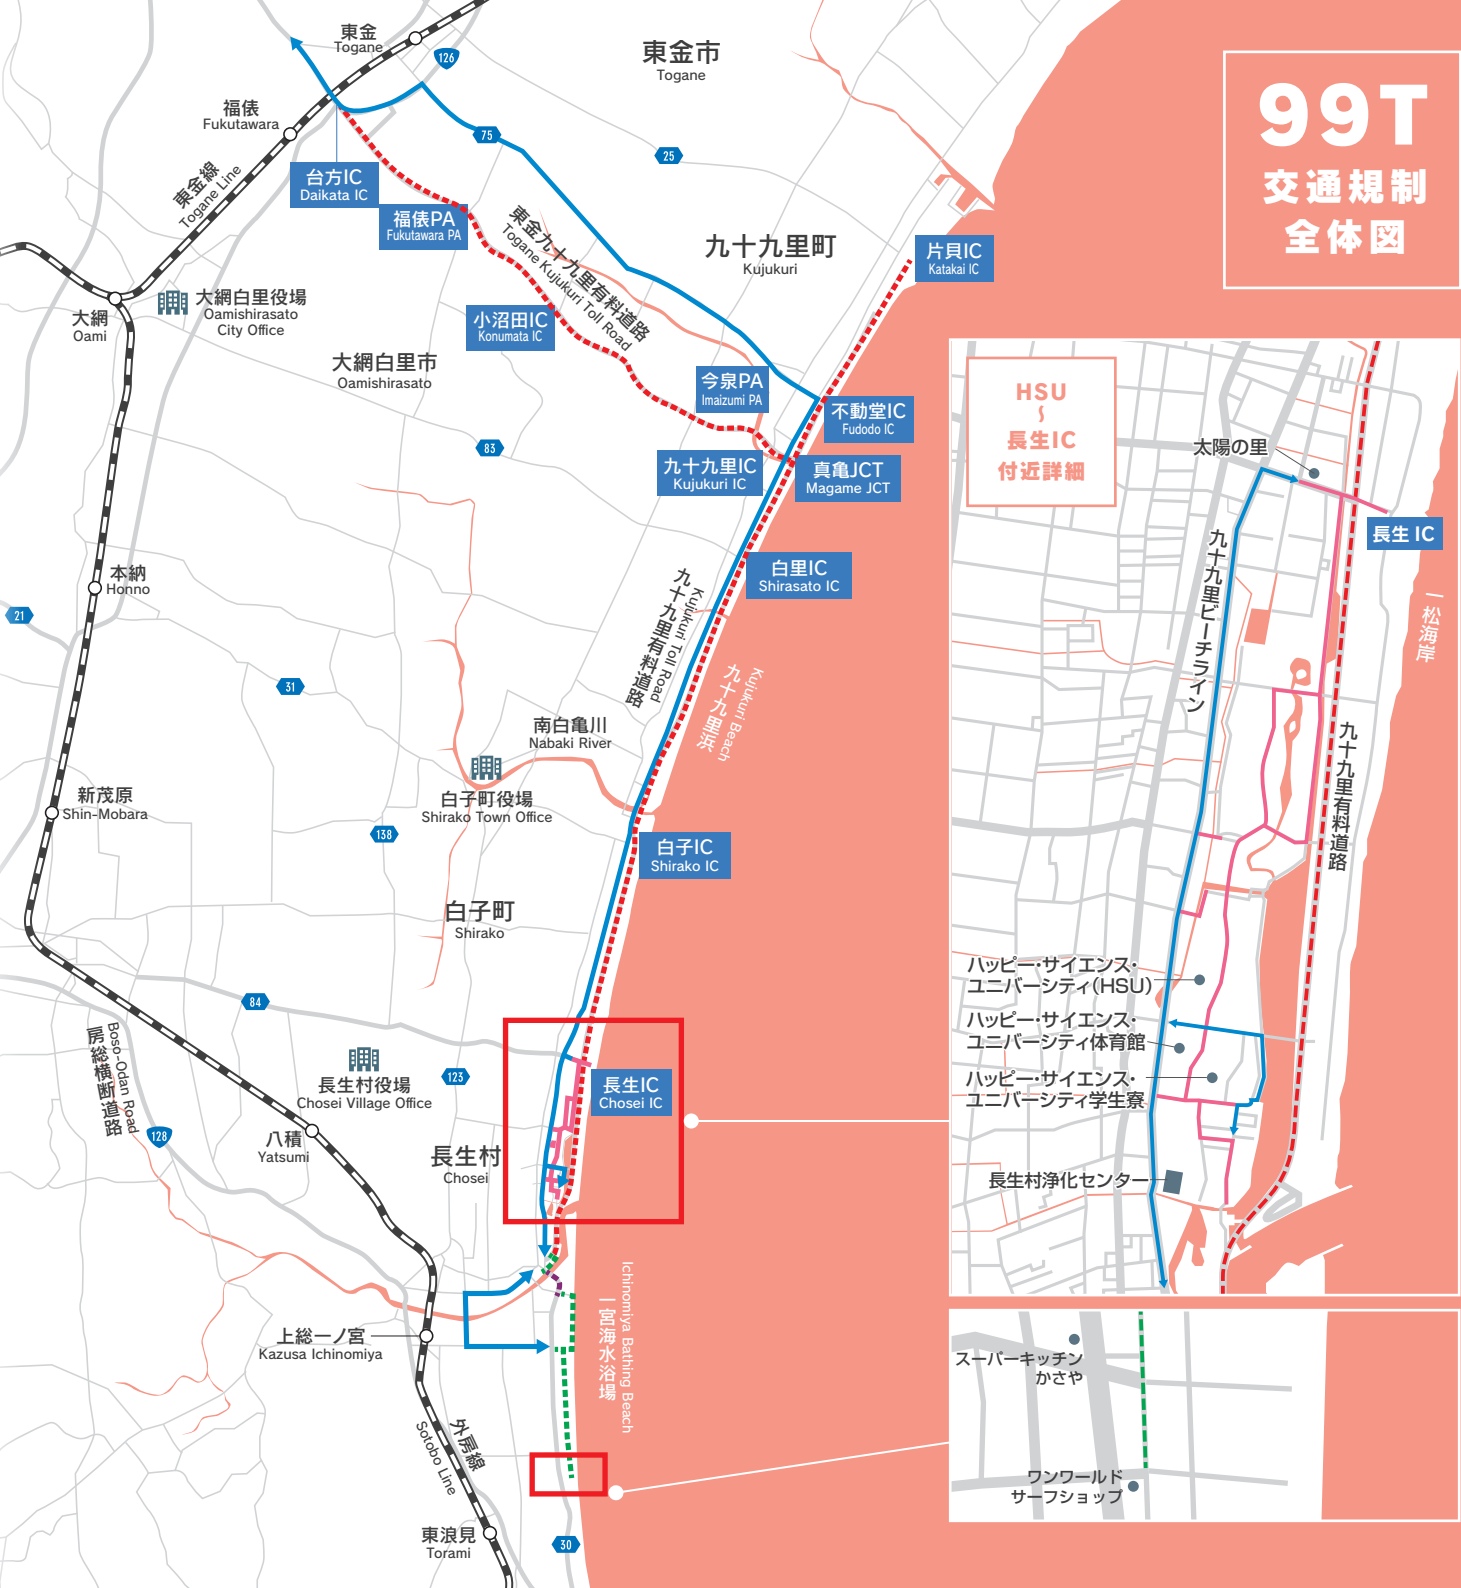 99T
交通規制
全体図
東金
Togane
126
東金市
Togane
福俵
Fukutawara
75
25
東金線
Togane Line
台方IC
Daikata IC
福俵PA
Fukutawara PA
東金九十九里有料道路
Togane Kujukuri Toll Road
九十九里町
Kujukuri
片貝IC
Katakai IC
大網
Oami
大網白里役場
Oamishirasato
City Office
小沼田IC
Konumata IC
大網白里市
Oamishirasato
今泉PA
Imaizumi PA
不動堂IC
Fudodo IC
83
九十九里IC
Kujukuri IC
真亀JCT
Magame JCT
本納
Honno
白里IC
Shirasato IC
21
九十九里有料道路
Kujukuri Toll Road
31
九十九里浜
Kujukuri Beach
南白亀川
Nabaki River
新茂原
Shin-Mobara
白子町役場
Shirako Town Office
138
白子IC
Shirako IC
白子町
Shirako
84
房総横断道路
Boso-Odan Road
長生村役場
Chosei Village Office
123
長生IC
Chosei IC
128
八積
Yatsumi
長生村
Chosei
一宮海水浴場
Ichinomiya Bathing Beach
上総一ノ宮
Kazusa Ichinomiya
外房線
Sotobo Line
東浪見
Torami
30
HSU
〜
長生IC
付近詳細
太陽の里
長生 IC
九十九里ビーチライン
一松海岸
九十九里有料道路
ハッピー・サイエンス・
ユニバーシティ(HSU)
ハッピー・サイエンス・
ユニバーシティ体育館
ハッピー・サイエンス・
ユニバーシティ学生寮
長生村浄化センター
スーパーキッチン
かさや
ワンワールド
サーフショップ